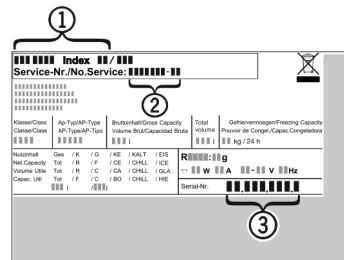 1
Index /
Service-Nr./No.Service: -
2
Klasse/Class Ap-Typ/AP-Type Bruttoinhalt/Gross Capacity Total Gefriervermoegen/Freezing Capacity
Classe/Clase AP-Type/AP-Tipo Volume Brut/Capacidad Bruta volume Pouvoir de Congel./Capac.Congeladora
l l kg / 24 h
Nutzinhalt Ges / K / G / KE / KALT / EIS
Net.Capacity Tot / R / F / CE / CHILL / ICE
Volume Utile Tot / R / C / CA / CHILL / GLA
Capac. Util Tot / F / C / BO / CHILL / HIE
l / l
R : g
W A - V Hz
Serial-Nr. . . .
3